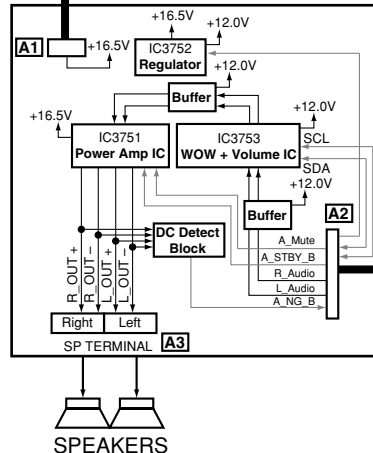 +16.5V
+12.0V
A1
+16.5V
IC3752
Regulator
+12.0V
Buffer
+12.0V
+16.5V
IC3751
Power Amp IC
IC3753
WOW + Volume IC
SCL
SDA
+12.0V
Buffer
A2
DC Detect
Block
A_Mute
A_STBY_B
R_Audio
L_Audio
A_NG_B
R_OUT +
R_OUT –
L_OUT +
L_OUT –
Right
Left
SP TERMINAL
A3
SPEAKERS